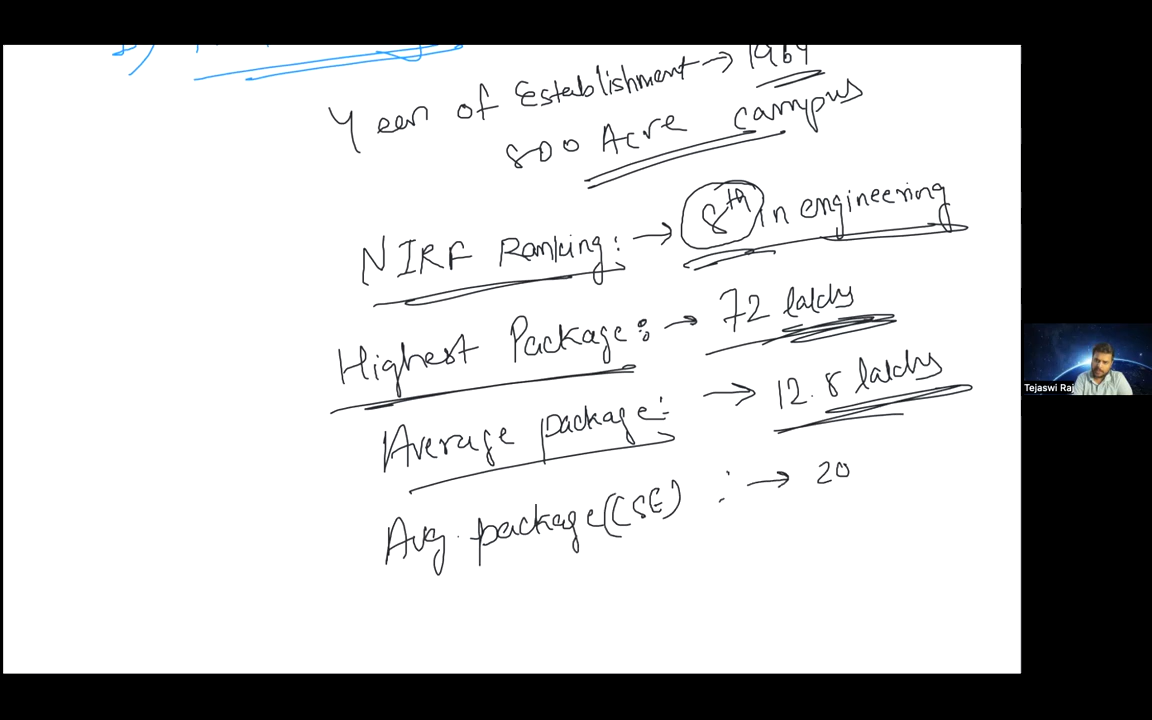 Year of Establishment → 1964
800 Acre campus
NIRF Ranking: → 8th in engineering
Highest Package: → 72 lakhs
Average package: → 12.8 lakhs
Avg. package (CSE) : → 20
Tejaswi Raj